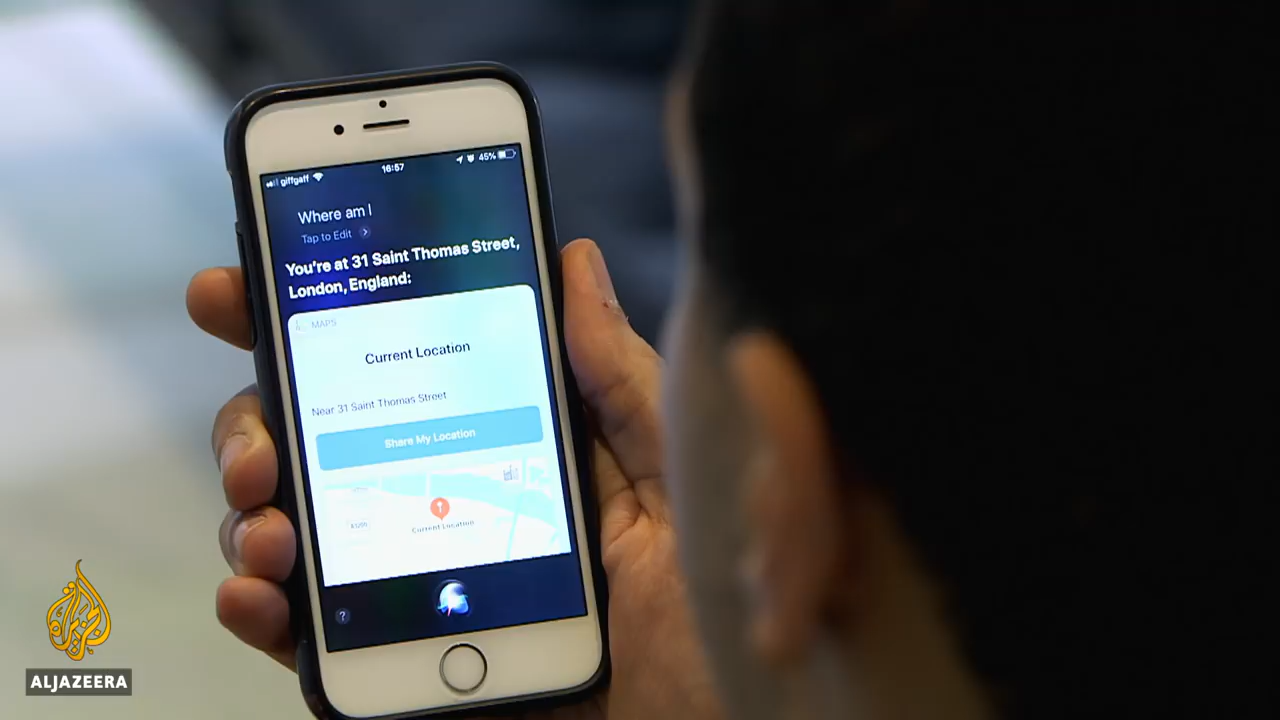 giffgaff
16:57
45%
Where am I
Tap to Edit
You're at 31 Saint Thomas Street,
London, England:
MAPS
Current Location
Near 31 Saint Thomas Street
Share My Location
Current Location
?
ALJAZEERA